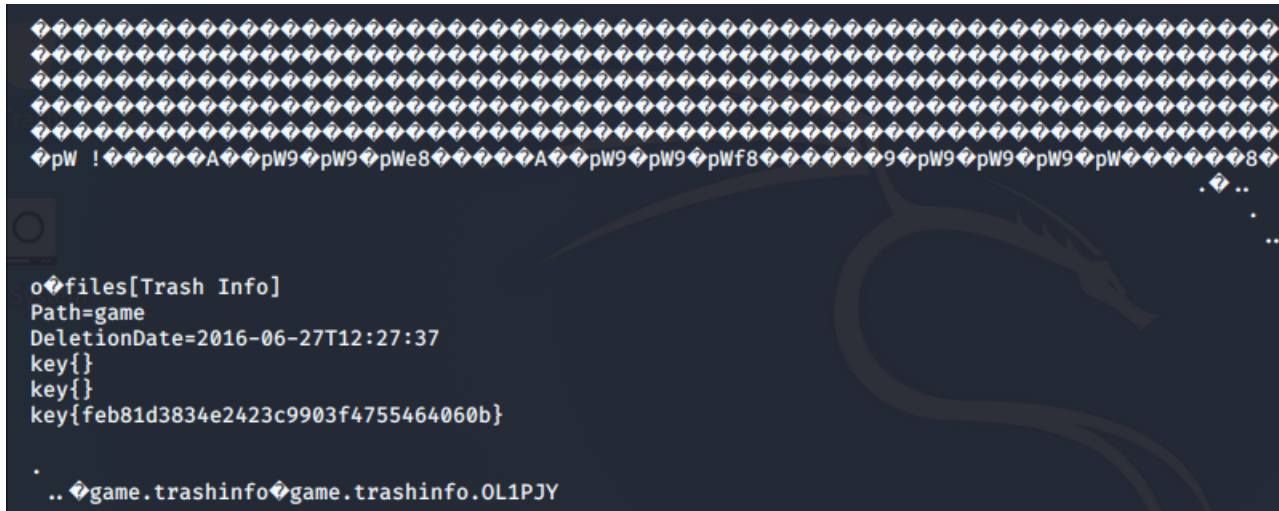 �pW !�����A��pW9�pW9�pWe8�����A��pW9�pW9�pWf8������9�pW9�pW9�pW9�pW������8�
.�..
.
..
o�files[Trash Info]
Path=game
DeletionDate=2016-06-27T12:27:37
key{}
key{}
key{feb81d3834e2423c9903f4755464060b}
.
.. �game.trashinfo�game.trashinfo.OL1PJY